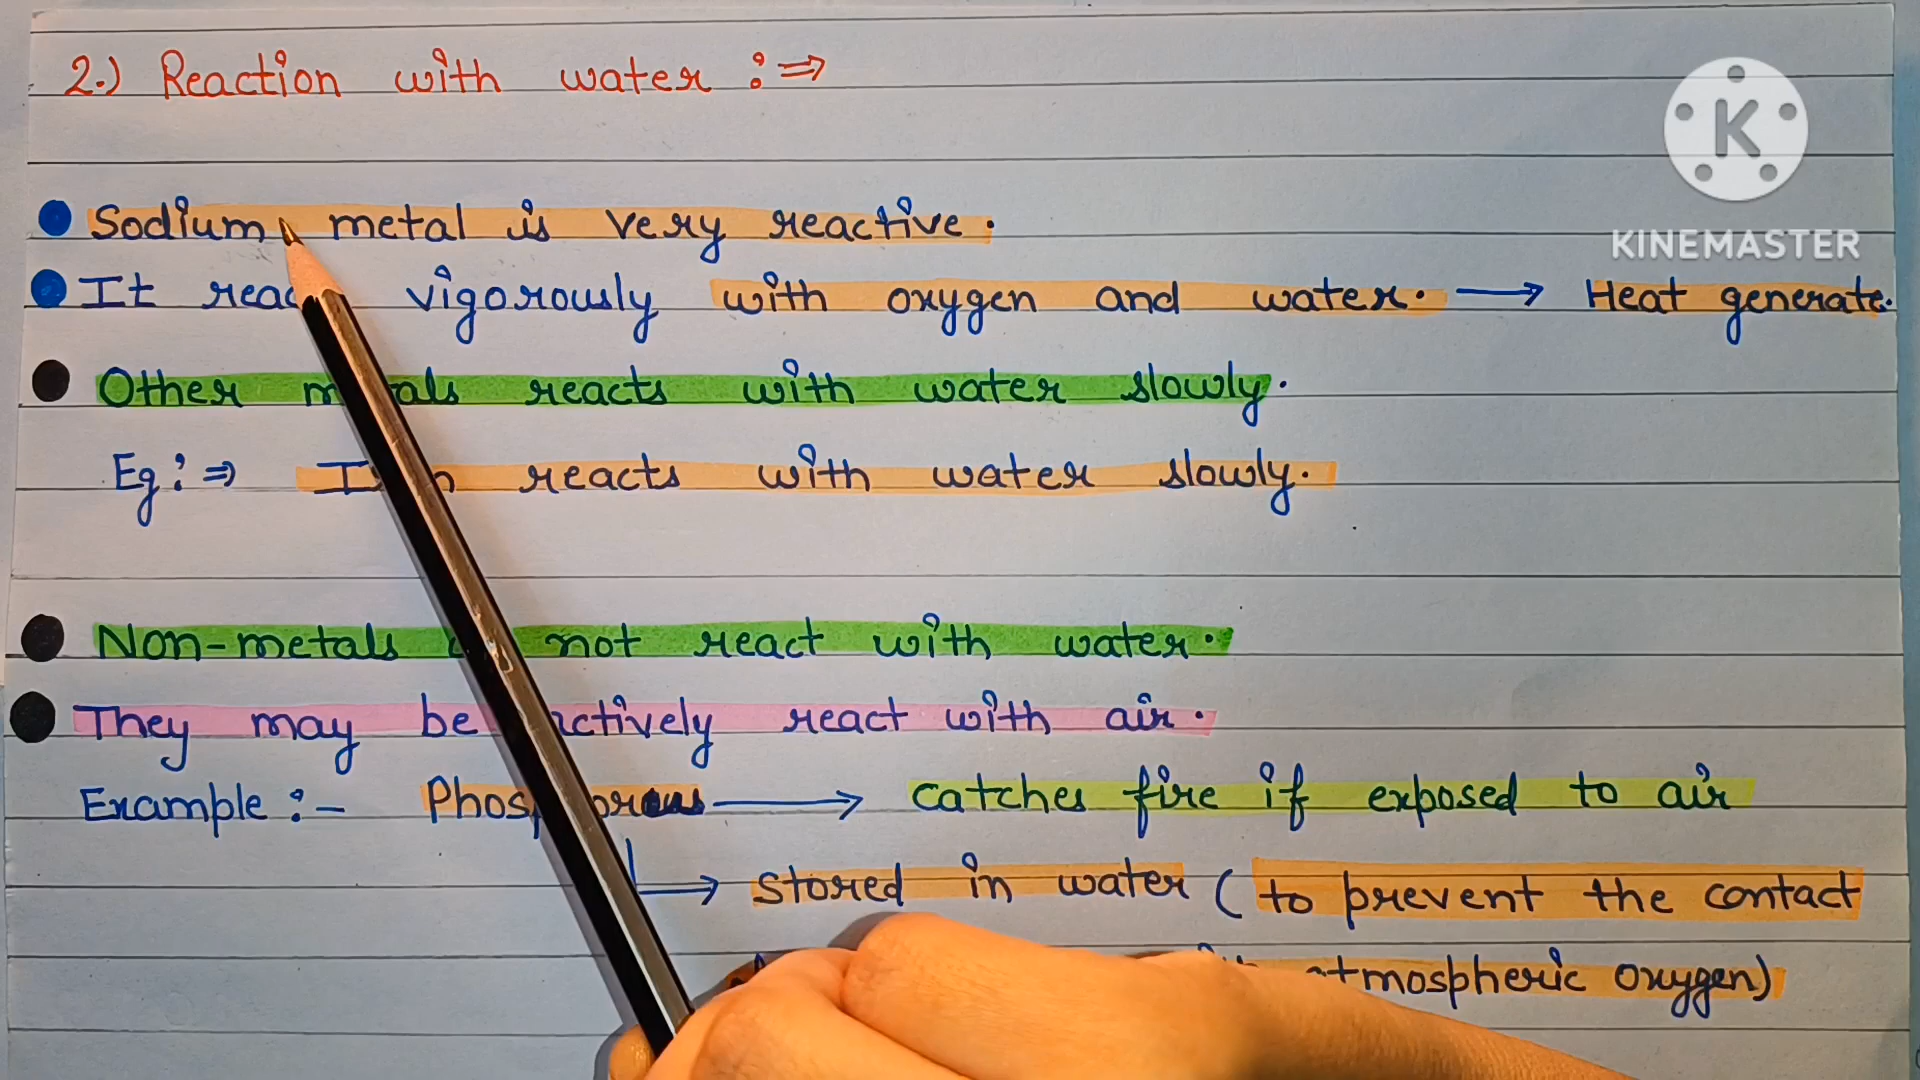 2.) Reaction with water :⇒
● Sodium metal is very reactive.
● It vigorously with oxygen and water. → Heat generate.
● Other reacts with water slowly.
Eg:⇒ reacts with water slowly.
● Non-metals not react with water.
● They may be react with air.
Example :- → catches fire if exposed to air
→ stored in water (to prevent the contact
oxygen)
KINEMASTER